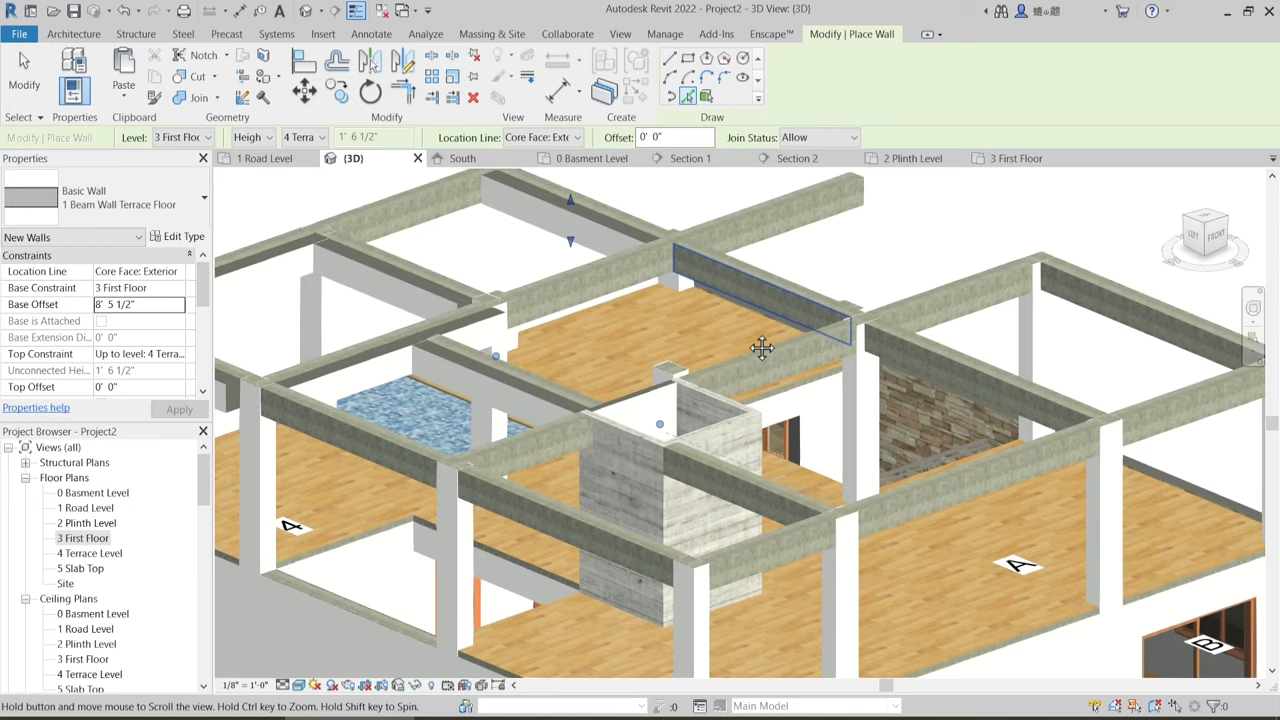 Autodesk Revit 2022 - Project2 - 3D View: {3D}
File Architecture Structure Steel Precast Systems Insert Annotate Analyze Massing & Site Collaborate View Manage Add-Ins Enscape™ Modify | Place Wall
Modify
Paste
Notch
Cut
Join
Select Properties Clipboard Geometry Modify View Measure Create Draw
Modify | Place Wall Level: 3 First Floc Heigh 4 Terra 1' 6 1/2" Location Line: Core Face: Exte Offset: 0' 0" Join Status: Allow
Properties
1 Road Level {3D} South 0 Basment Level Section 1 Section 2 2 Plinth Level 3 First Floor
Basic Wall
1 Beam Wall Terrace Floor
New Walls Edit Type
Constraints
Location Line Core Face: Exterior
Base Constraint 3 First Floor
Base Offset 8' 5 1/2"
Base is Attached
Base Extension Di... 0' 0"
Top Constraint Up to level: 4 Terra...
Unconnected Hei... 1' 6 1/2"
Top Offset 0' 0"
Properties help Apply
Project Browser - Project2
Views (all)
Structural Plans
Floor Plans
0 Basment Level
1 Road Level
2 Plinth Level
3 First Floor
4 Terrace Level
5 Slab Top
Site
Ceiling Plans
0 Basment Level
1 Road Level
2 Plinth Level
3 First Floor
4 Terrace Level
5 Slab Top
LEFT FRONT
4
A
B
1/8" = 1'-0"
Hold button and move mouse to Scroll the view. Hold Ctrl key to Zoom. Hold Shift key to Spin. :0 Main Model :0